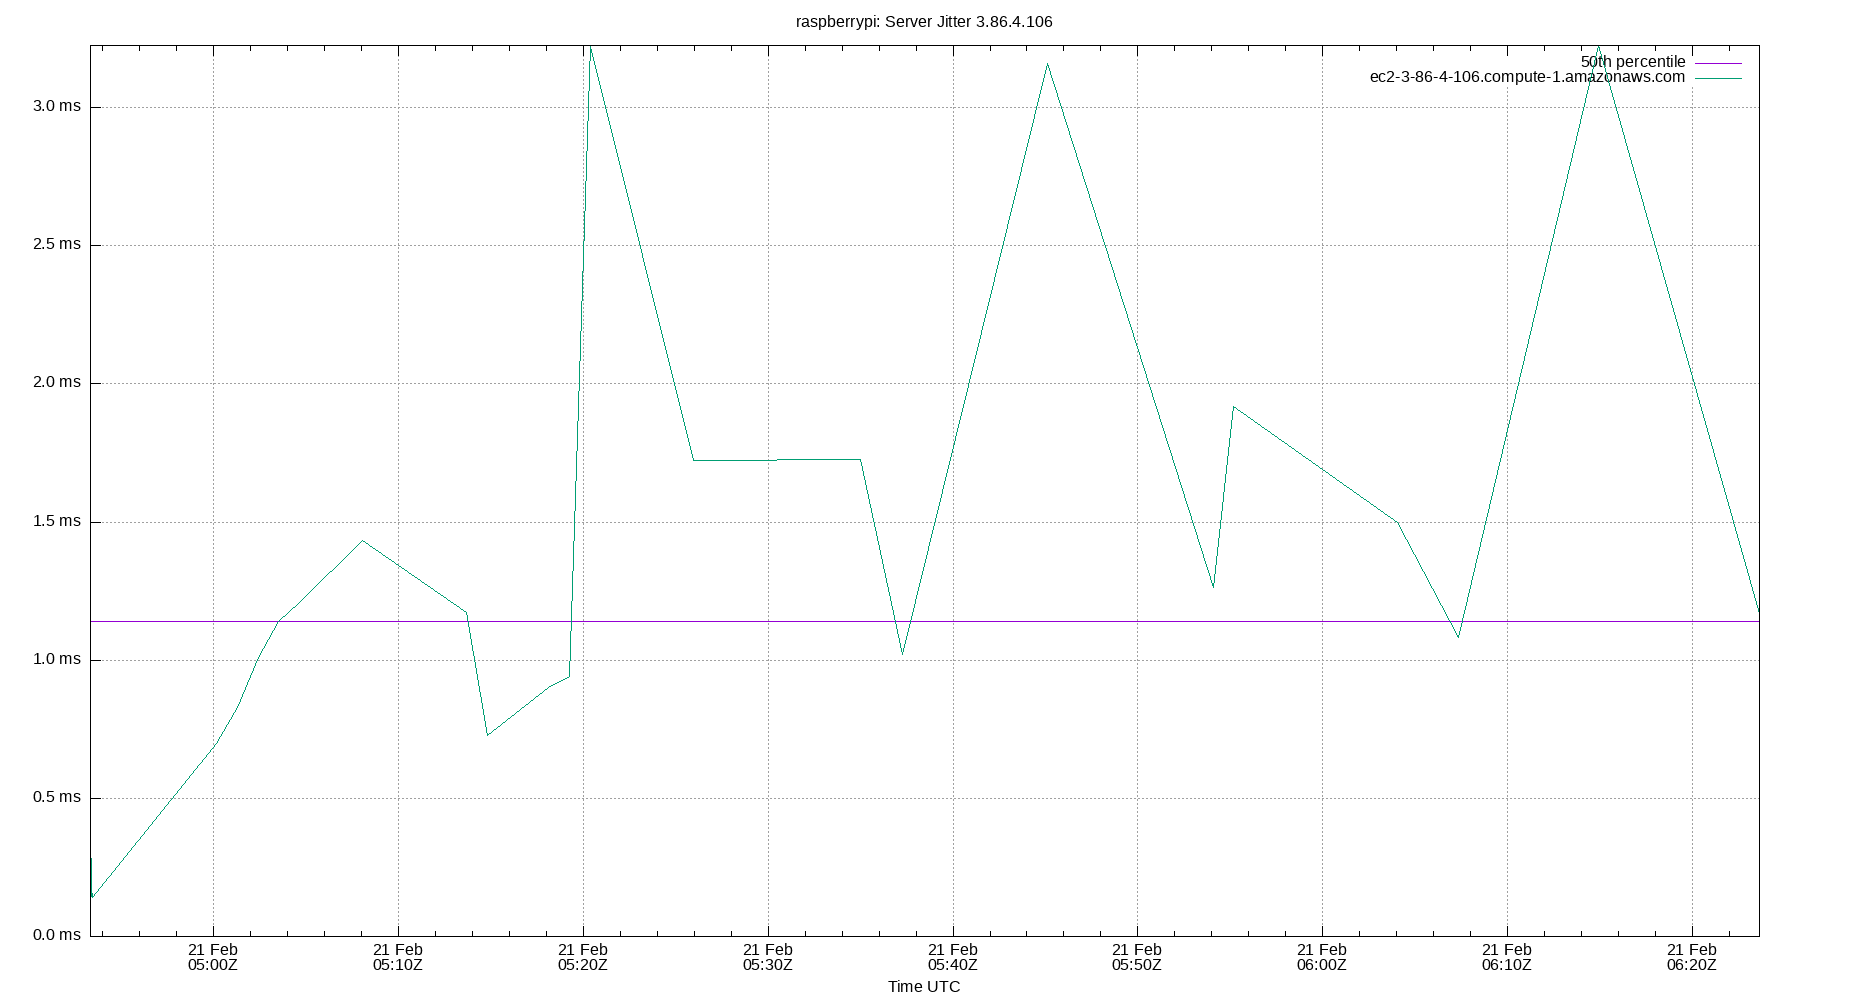 raspberrypi: Server Jitter 3.86.4.106
50th percentile
ec2-3-86-4-106.compute-1.amazonaws.com
3.0 ms
2.5 ms
2.0 ms
1.5 ms
1.0 ms
0.5 ms
0.0 ms
21 Feb 21 Feb 21 Feb 21 Feb 21 Feb 21 Feb 21 Feb 21 Feb 21 Feb
05:00Z 05:10Z 05:20Z 05:30Z 05:40Z 05:50Z 06:00Z 06:10Z 06:20Z
Time UTC